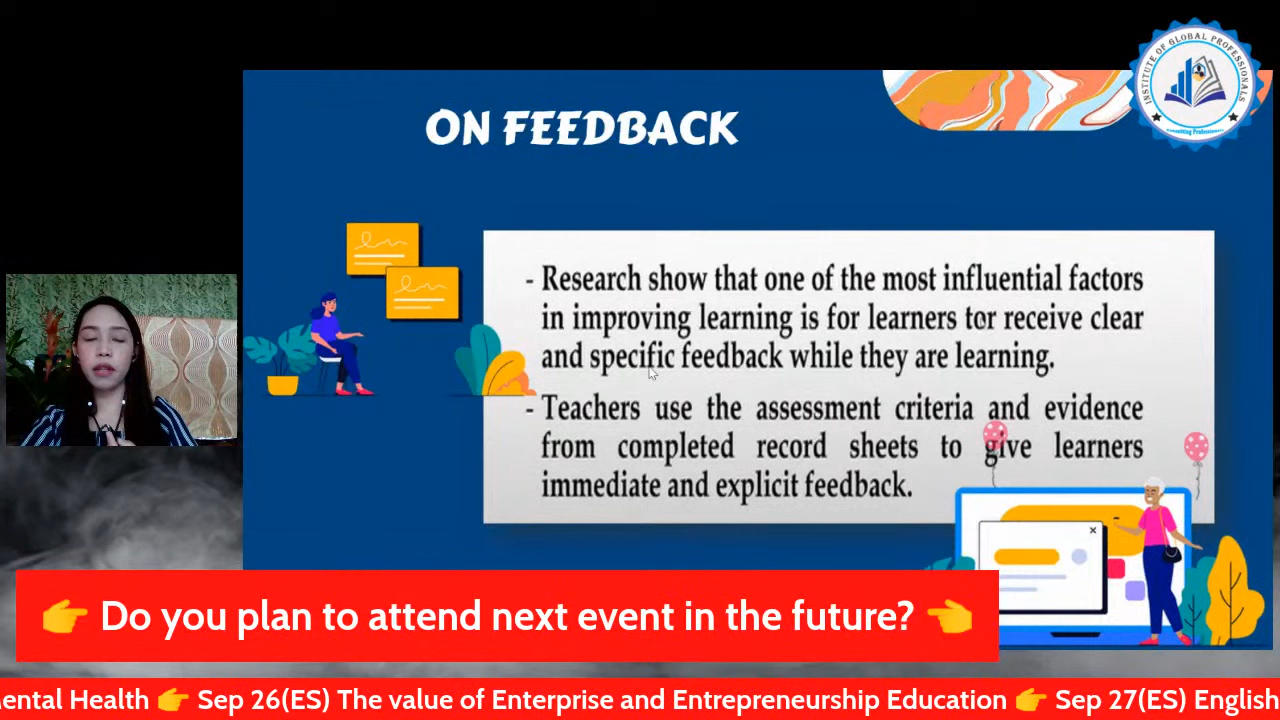 INSTITUTE OF GLOBAL PROFESSIONALS
Connecting Professionals
ON FEEDBACK
- Research show that one of the most influential factors
in improving learning is for learners tor receive clear
and specific feedback while they are learning.
- Teachers use the assessment criteria and evidence
from completed record sheets to give learners
immediate and explicit feedback.
👉 Do you plan to attend next event in the future? 👈
ental Health 👉 Sep 26(ES) The value of Enterprise and Entrepreneurship Education 👉 Sep 27(ES) English